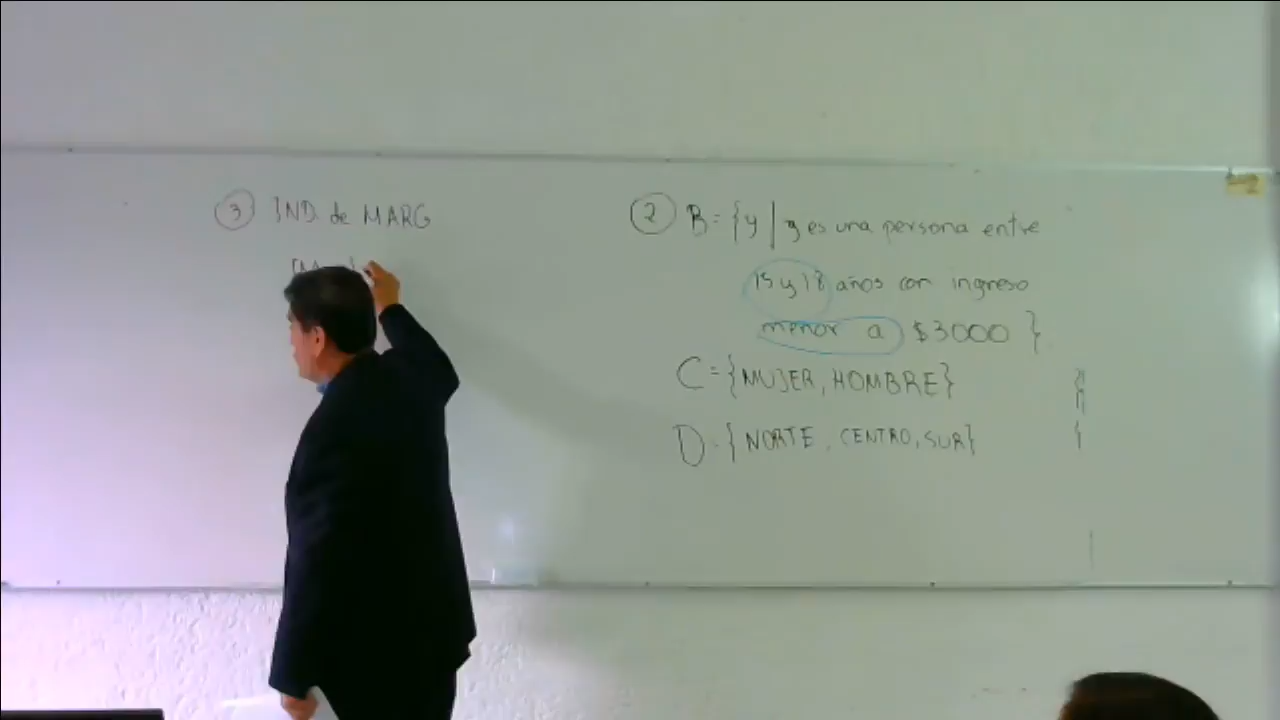 ③ IND. de MARG
② B = {y | y es una persona entre
15 y 18 años con ingreso
menor a $3000 }
C = {MUJER, HOMBRE}
D = {NORTE, CENTRO, SUR}